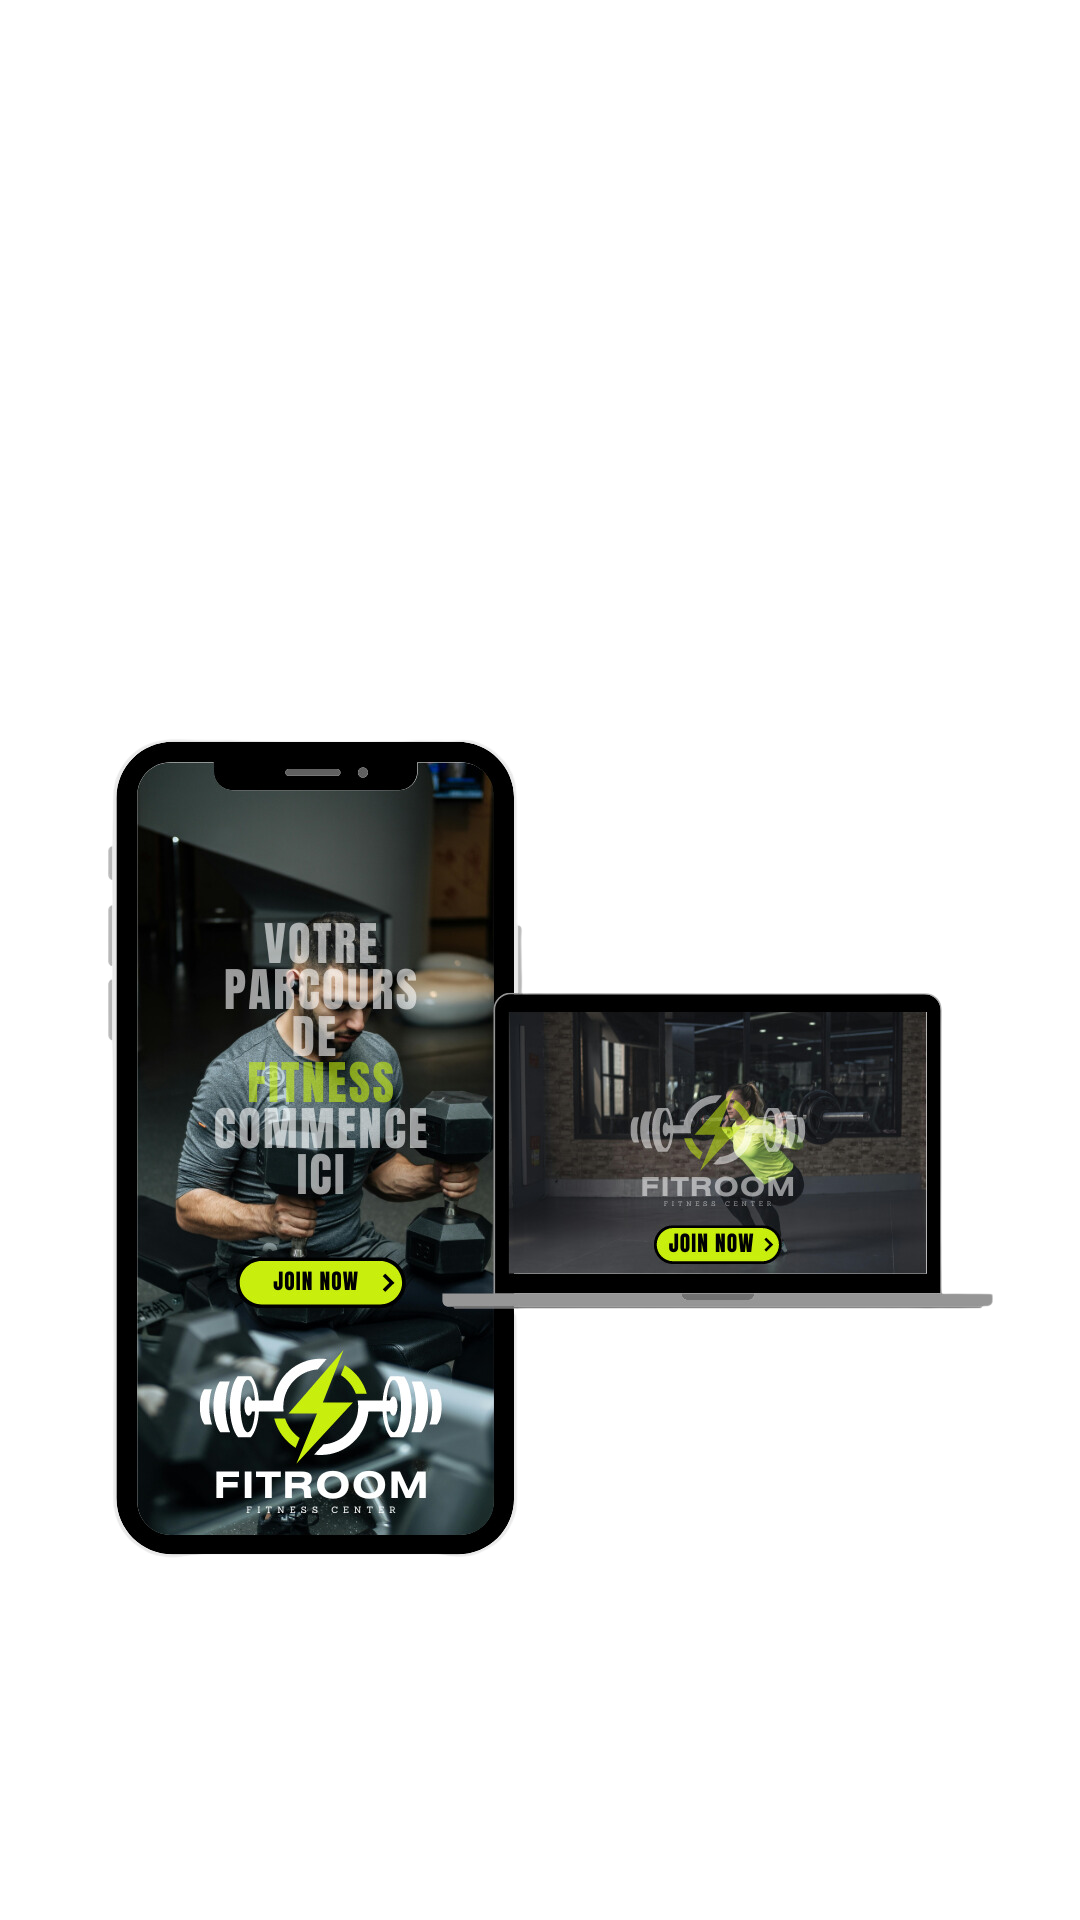 VOTRE
PARCOURS
DE
FITNESS
COMMENCE
ICI
JOIN NOW
FITROOM
FITNESS CENTER
FITROOM
FITNESS CENTER
JOIN NOW